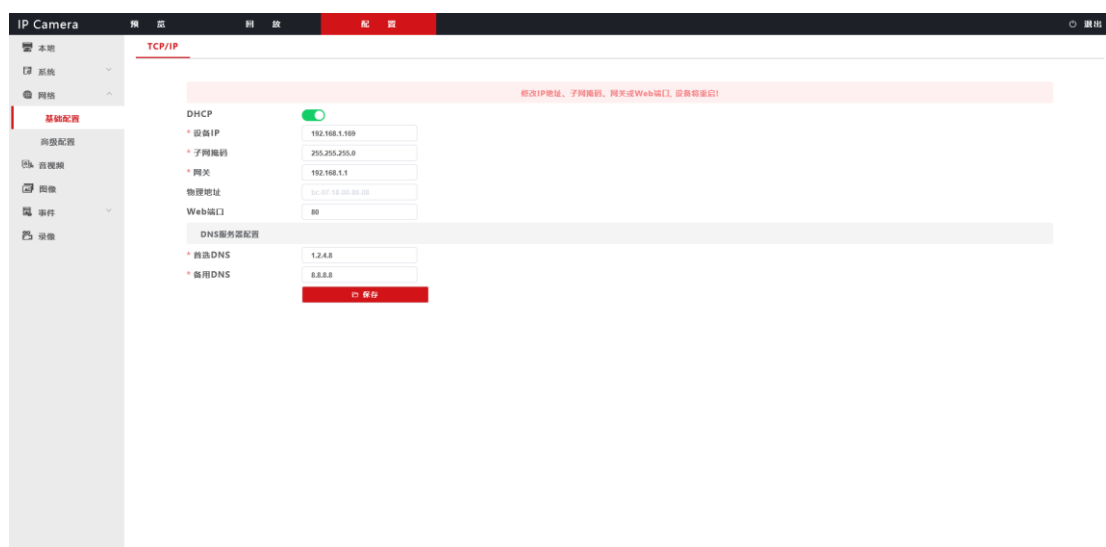 IP Camera 预 览 回 放 配 置 退出
本地
系统
网络
基础配置
高级配置
音视频
图像
事件
录像
TCP/IP
修改IP地址、子网掩码、网关或Web端口, 设备将重启!
DHCP
* 设备IP 192.168.1.169
* 子网掩码 255.255.255.0
* 网关 192.168.1.1
物理地址
Web端口 80
DNS服务器配置
* 首选DNS 1.2.4.8
* 备用DNS 8.8.8.8
保存